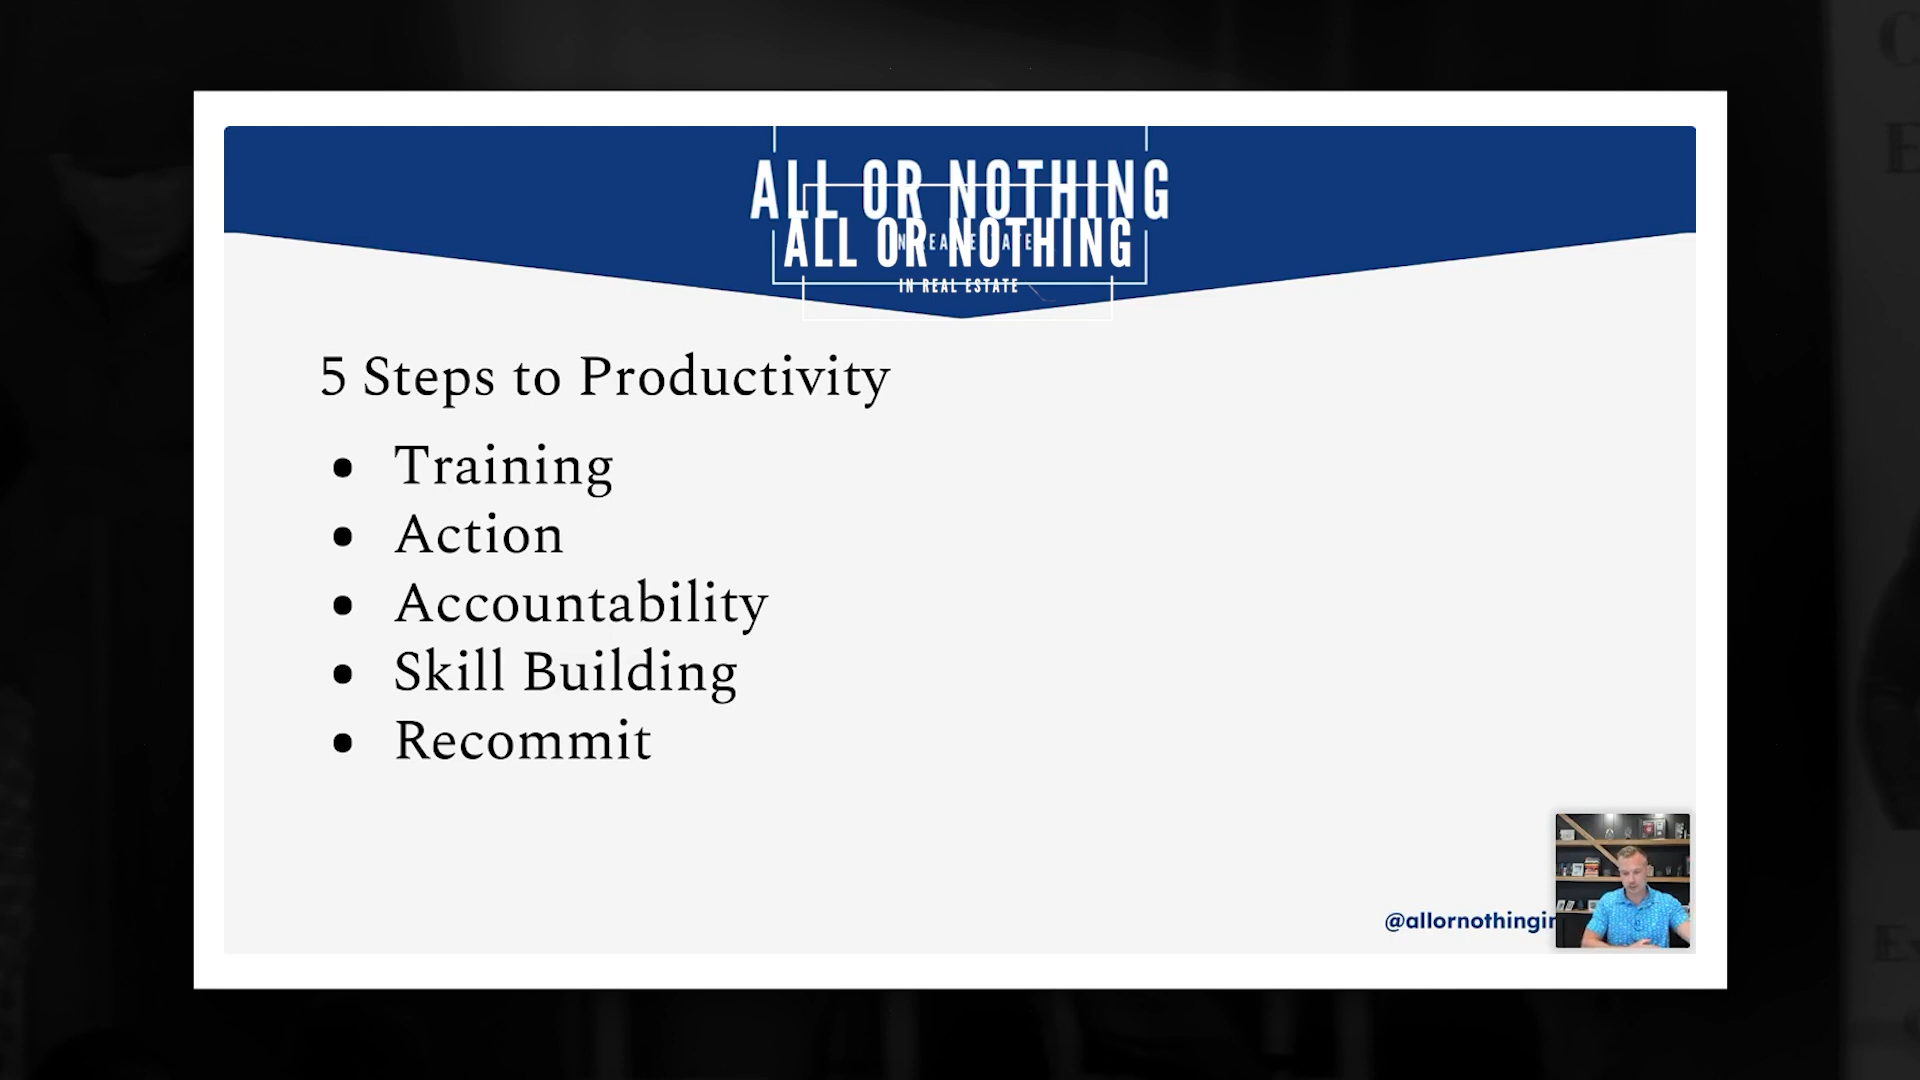 ALL OR NOTHING
ALL OR NOTHING
IN REAL ESTATE
5 Steps to Productivity
• Training
• Action
• Accountability
• Skill Building
• Recommit